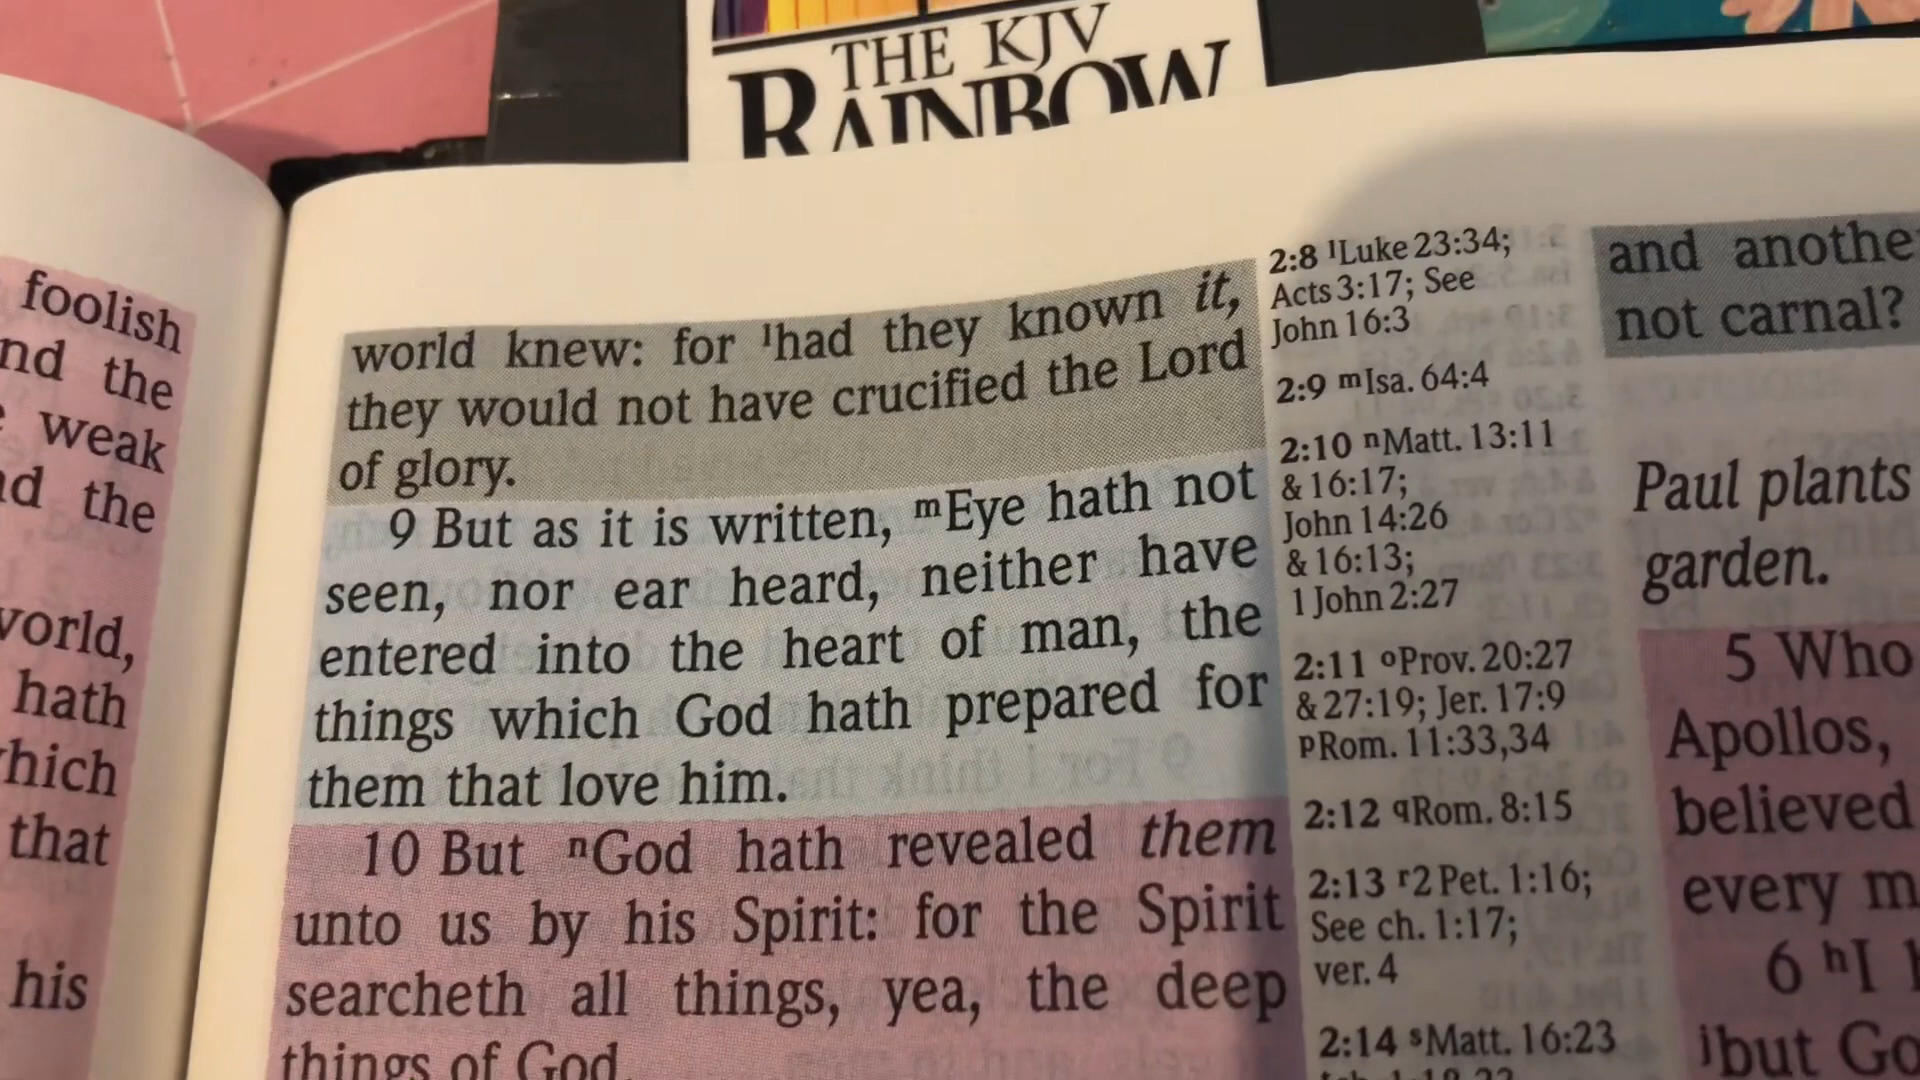 THE KJV
RAINBOW
foolish
the
weak
the
hath
that
his
world knew: for lhad they known it,
they would not have crucified the Lord
of glory.
9 But as it is written, mEye hath not
seen, nor ear heard, neither have
entered into the heart of man, the
things which God hath prepared for
them that love him.
10 But nGod hath revealed them
unto us by his Spirit: for the Spirit
searcheth all things, yea, the deep
things of God.
2:8 lLuke 23:34;
Acts 3:17; See
John 16:3
2:9 mIsa. 64:4
2:10 nMatt. 13:11
& 16:17;
John 14:26
& 16:13;
1 John 2:27
2:11 oProv. 20:27
& 27:19; Jer. 17:9
pRom. 11:33,34
2:12 qRom. 8:15
2:13 r2 Pet. 1:16;
See ch. 1:17;
ver. 4
2:14 sMatt. 16:23
and
not carnal?
Paul plants
garden.
5 Who
Apollos,
believed
every
6 hI
jbut